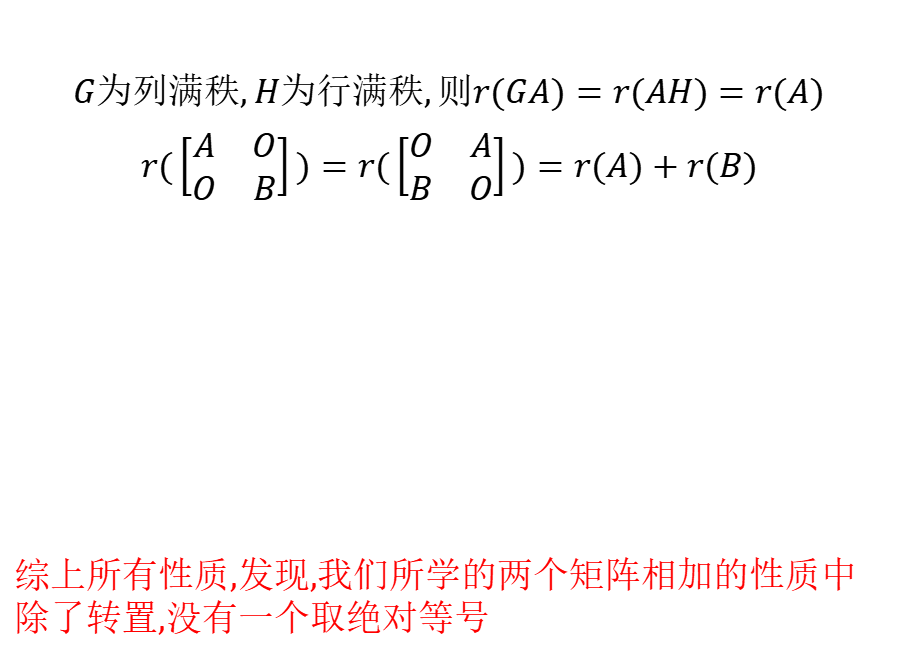 G为列满秩, H为行满秩, 则r(GA) = r(AH) = r(A)
r([A O; O B]) = r([O A; B O]) = r(A) + r(B)
综上所有性质,发现,我们所学的两个矩阵相加的性质中
除了转置,没有一个取绝对等号